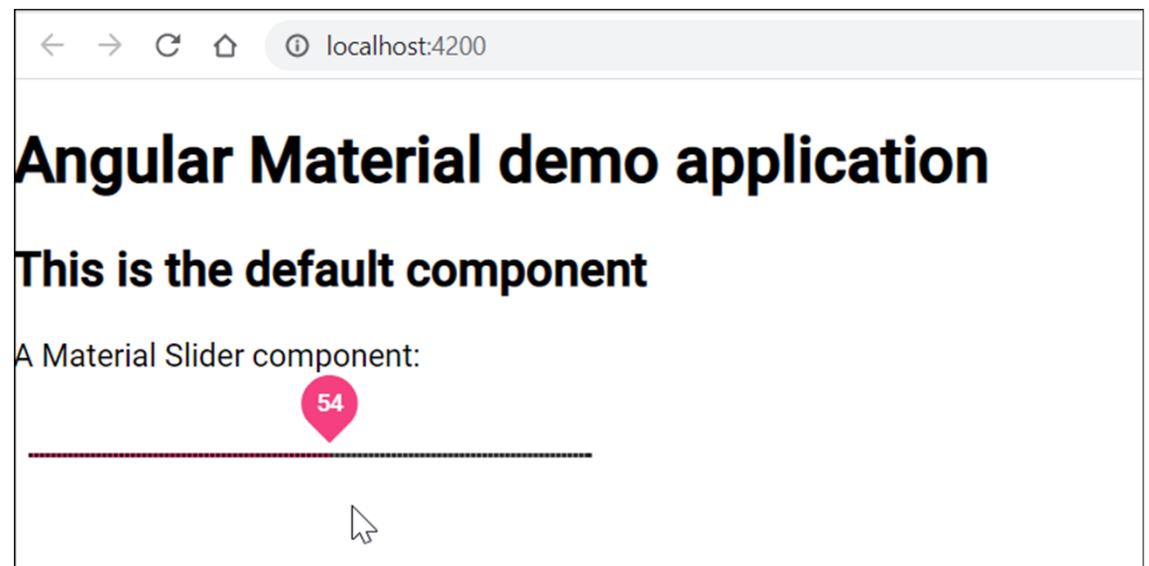 localhost:4200
Angular Material demo application
This is the default component
A Material Slider component:
54